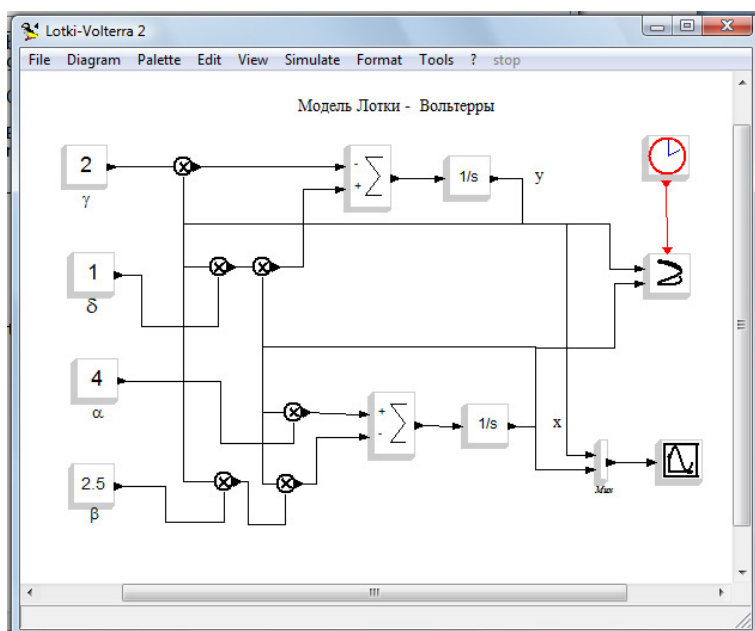 Lotki-Volterra 2
File Diagram Palette Edit View Simulate Format Tools ? stop
Модель Лотки - Вольтерры
2
γ
- +
Σ
1/s
y
1
δ
4
α
+ -
Σ
1/s
x
2.5
β
Mux